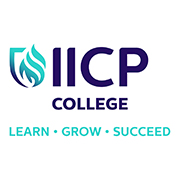 IICP
COLLEGE
LEARN • GROW • SUCCEED